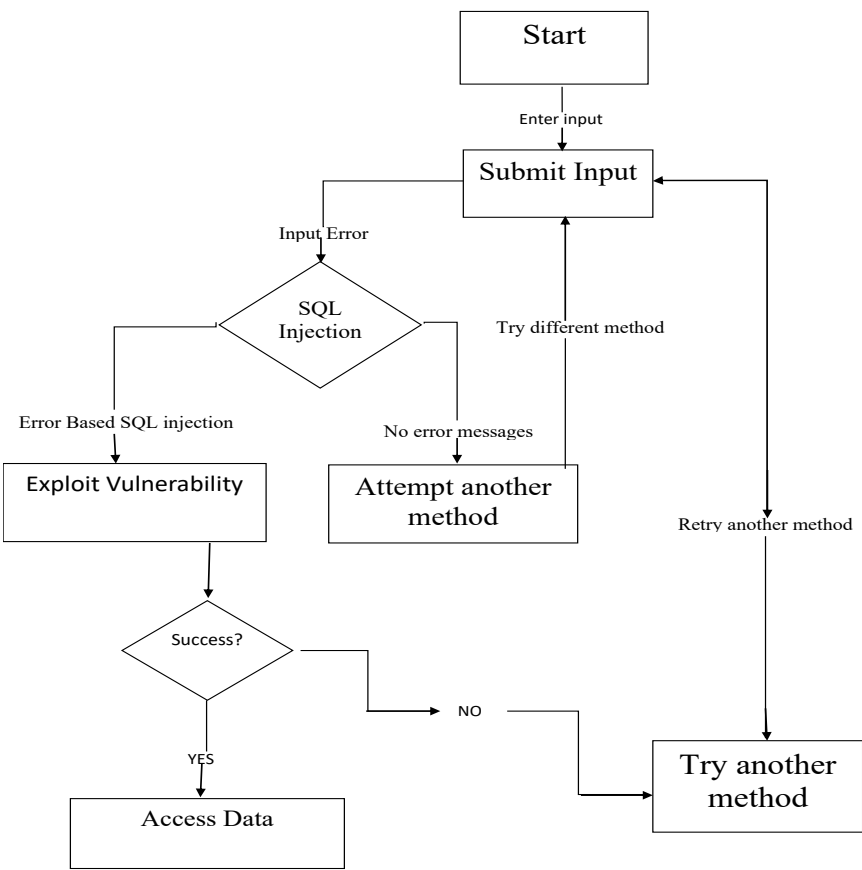 Start
Enter input
Submit Input
Input Error
SQL
Injection
Try different method
Error Based SQL injection
No error messages
Exploit Vulnerability
Attempt another
method
Retry another method
Success?
NO
YES
Try another
method
Access Data